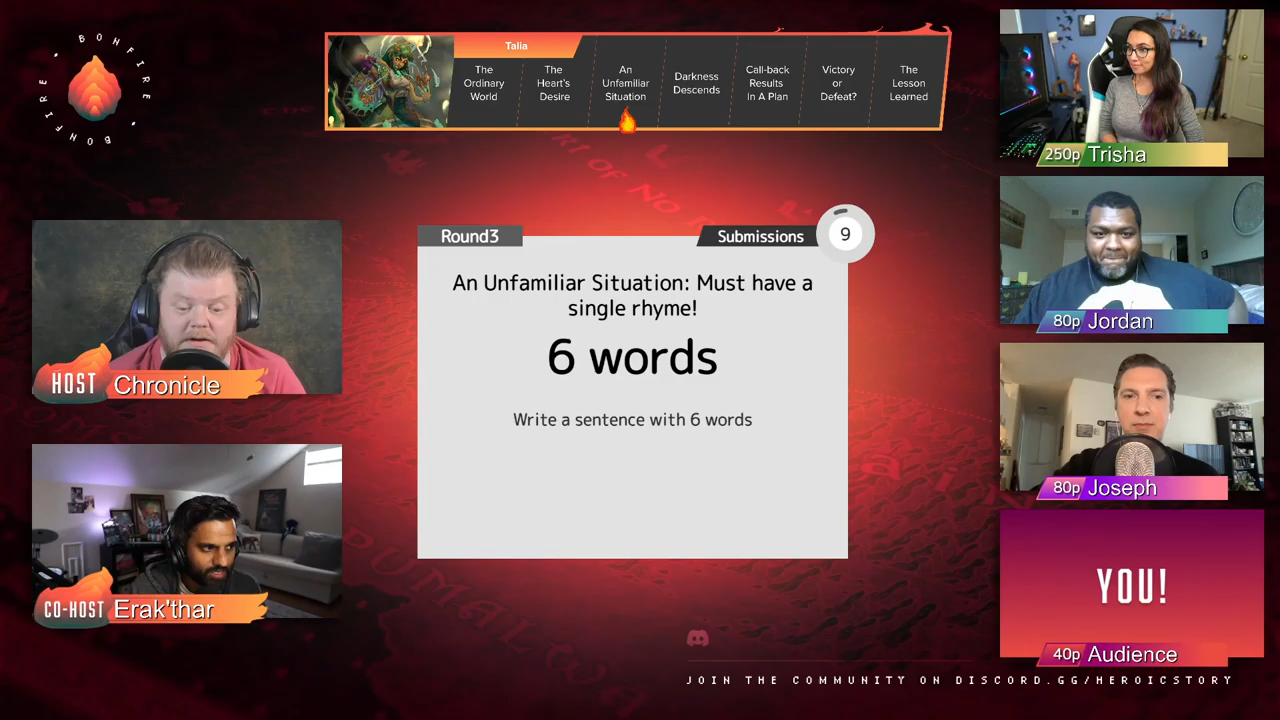 BONFIRE
BONFIRE
Talia
The Ordinary World
The Heart's Desire
An Unfamiliar Situation
Darkness Descends
Call-back Results In A Plan
Victory or Defeat?
The Lesson Learned
250p Trisha
Round3
Submissions
9
An Unfamiliar Situation: Must have a
single rhyme!
6 words
Write a sentence with 6 words
80p Jordan
HOST Chronicle
80p Joseph
YOU!
CO-HOST Erak'thar
40p Audience
JOIN THE COMMUNITY ON DISCORD.GG/HEROICSTORY